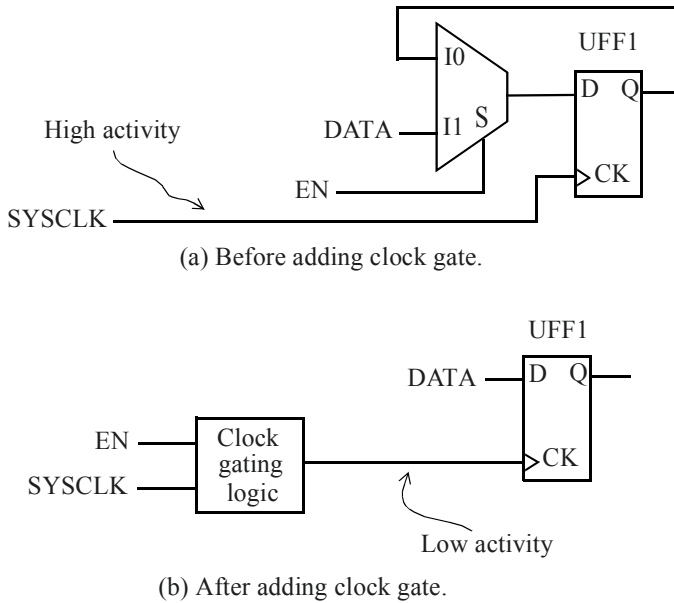 UFF1
I0
D Q
High activity
DATA
I1
S
EN
CK
SYSCLK
(a) Before adding clock gate.
UFF1
DATA
D Q
EN
Clock
gating
logic
CK
SYSCLK
Low activity
(b) After adding clock gate.